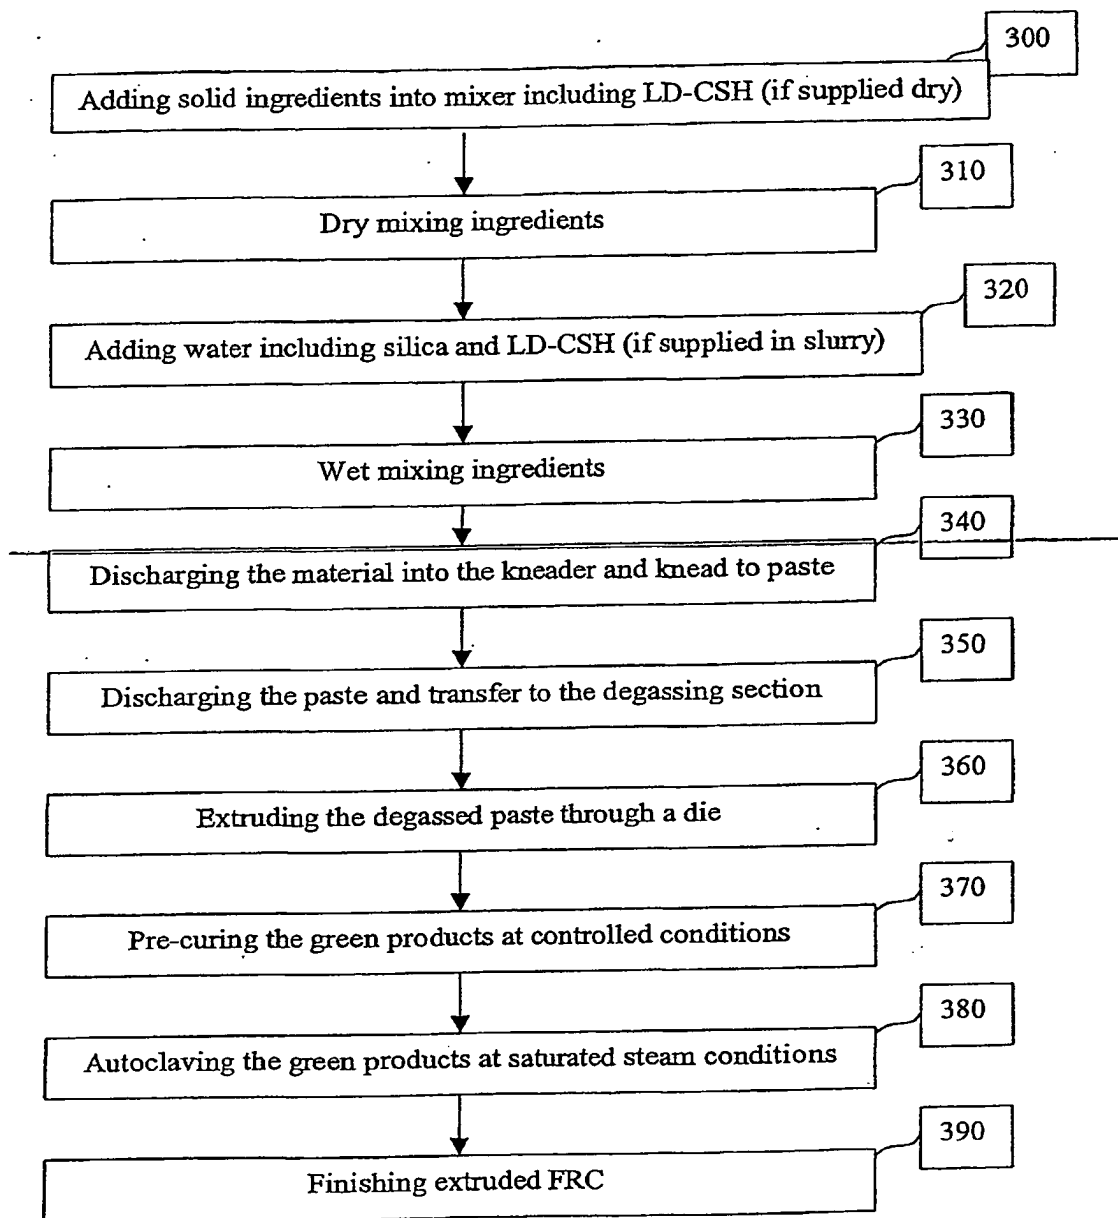 300
Adding solid ingredients into mixer including LD-CSH (if supplied dry)
310
Dry mixing ingredients
320
Adding water including silica and LD-CSH (if supplied in slurry)
330
Wet mixing ingredients
340
Discharging the material into the kneader and knead to paste
350
Discharging the paste and transfer to the degassing section
360
Extruding the degassed paste through a die
370
Pre-curing the green products at controlled conditions
380
Autoclaving the green products at saturated steam conditions
390
Finishing extruded FRC